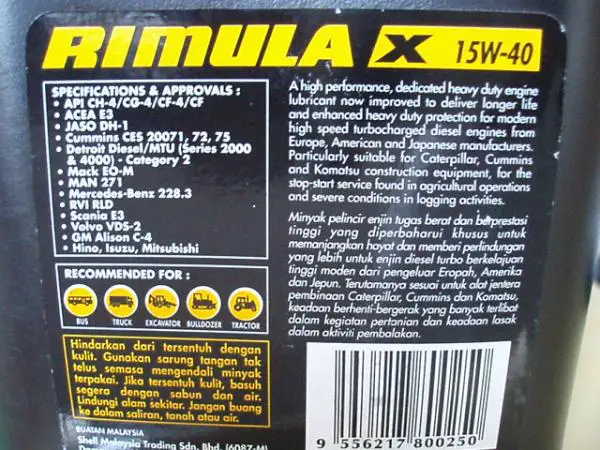 RIMULA X 15W-40
SPECIFICATIONS & APPROVALS :
• API CH-4/CG-4/CF-4/CF
• ACEA E3
• JASO DH-1
• Cummins CES 20071, 72, 75
• Detroit Diesel/MTU (Series 2000
& 4000) - Category 2
• Mack EO-M
• MAN 271
• Mercedes-Benz 228.3
• RVI RLD
• Scania E3
• Volvo VDS-2
• GM Alison C-4
• Hino, Isuzu, Mitsubishi
RECOMMENDED FOR :
BUS TRUCK EXCAVATOR BULLDOZER TRACTOR
Hindarkan dari tersentuh dengan
kulit. Gunakan sarung tangan tak
telus semasa mengendali minyak
terpakai. Jika tersentuh kulit, basuh
segera dengan sabun dan air.
Lindungi alam sekitar. Jangan buang
ke dalam saliran, tanah atau air.
BUATAN MALAYSIA
Shell Malaysia Trading Sdn. Bhd. (6087-M)
A high performance, dedicated heavy duty engine
lubricant now improved to deliver longer life
and enhanced heavy duty protection for modern
high speed turbocharged diesel engines from
Europe, American and Japanese manufacturers.
Particularly suitable for Caterpillar, Cummins
and Komatsu construction equipment, for the
stop-start service found in agricultural operations
and severe conditions in logging activities.
Minyak pelincir enjin tugas berat dan berprestasi
tinggi yang diperbaharui khusus untuk
memanjangkan hayat dan memberi perlindungan
yang lebih untuk enjin diesel turbo berkelajuan
tinggi moden dari pengeluar Eropah, Amerika
dan Jepun. Terutamanya sesuai untuk alat jentera
pembinaan Caterpillar, Cummins dan Komatsu,
keadaan berhenti-bergerak yang banyak terlibat
dalam kegiatan pertanian dan keadaan lasak
dalam aktiviti pembalakan.
9 556217 800250